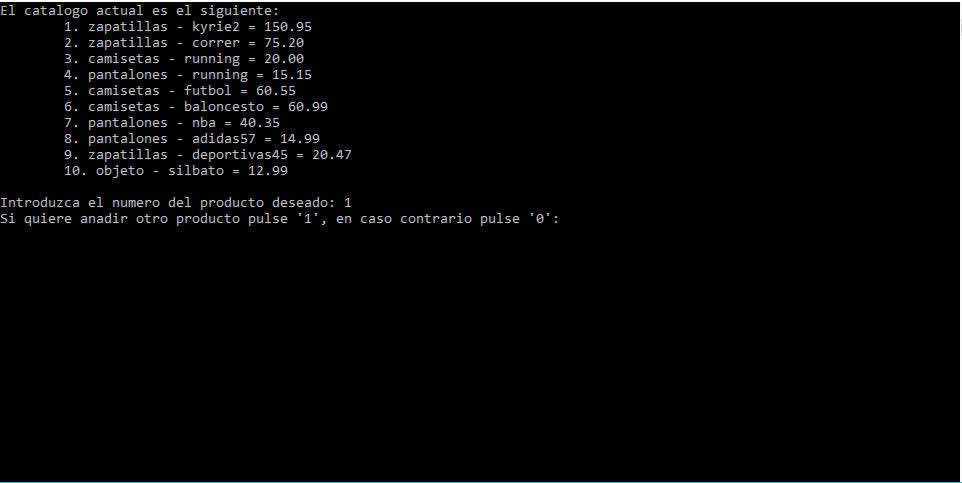 El catalogo actual es el siguiente:
1. zapatillas - kyrie2 = 150.95
2. zapatillas - correr = 75.20
3. camisetas - running = 20.00
4. pantalones - running = 15.15
5. camisetas - futbol = 60.55
6. camisetas - baloncesto = 60.99
7. pantalones - nba = 40.35
8. pantalones - adidas57 = 14.99
9. zapatillas - deportivas45 = 20.47
10. objeto - silbato = 12.99
Introduzca el numero del producto deseado: 1
Si quiere anadir otro producto pulse '1', en caso contrario pulse '0':